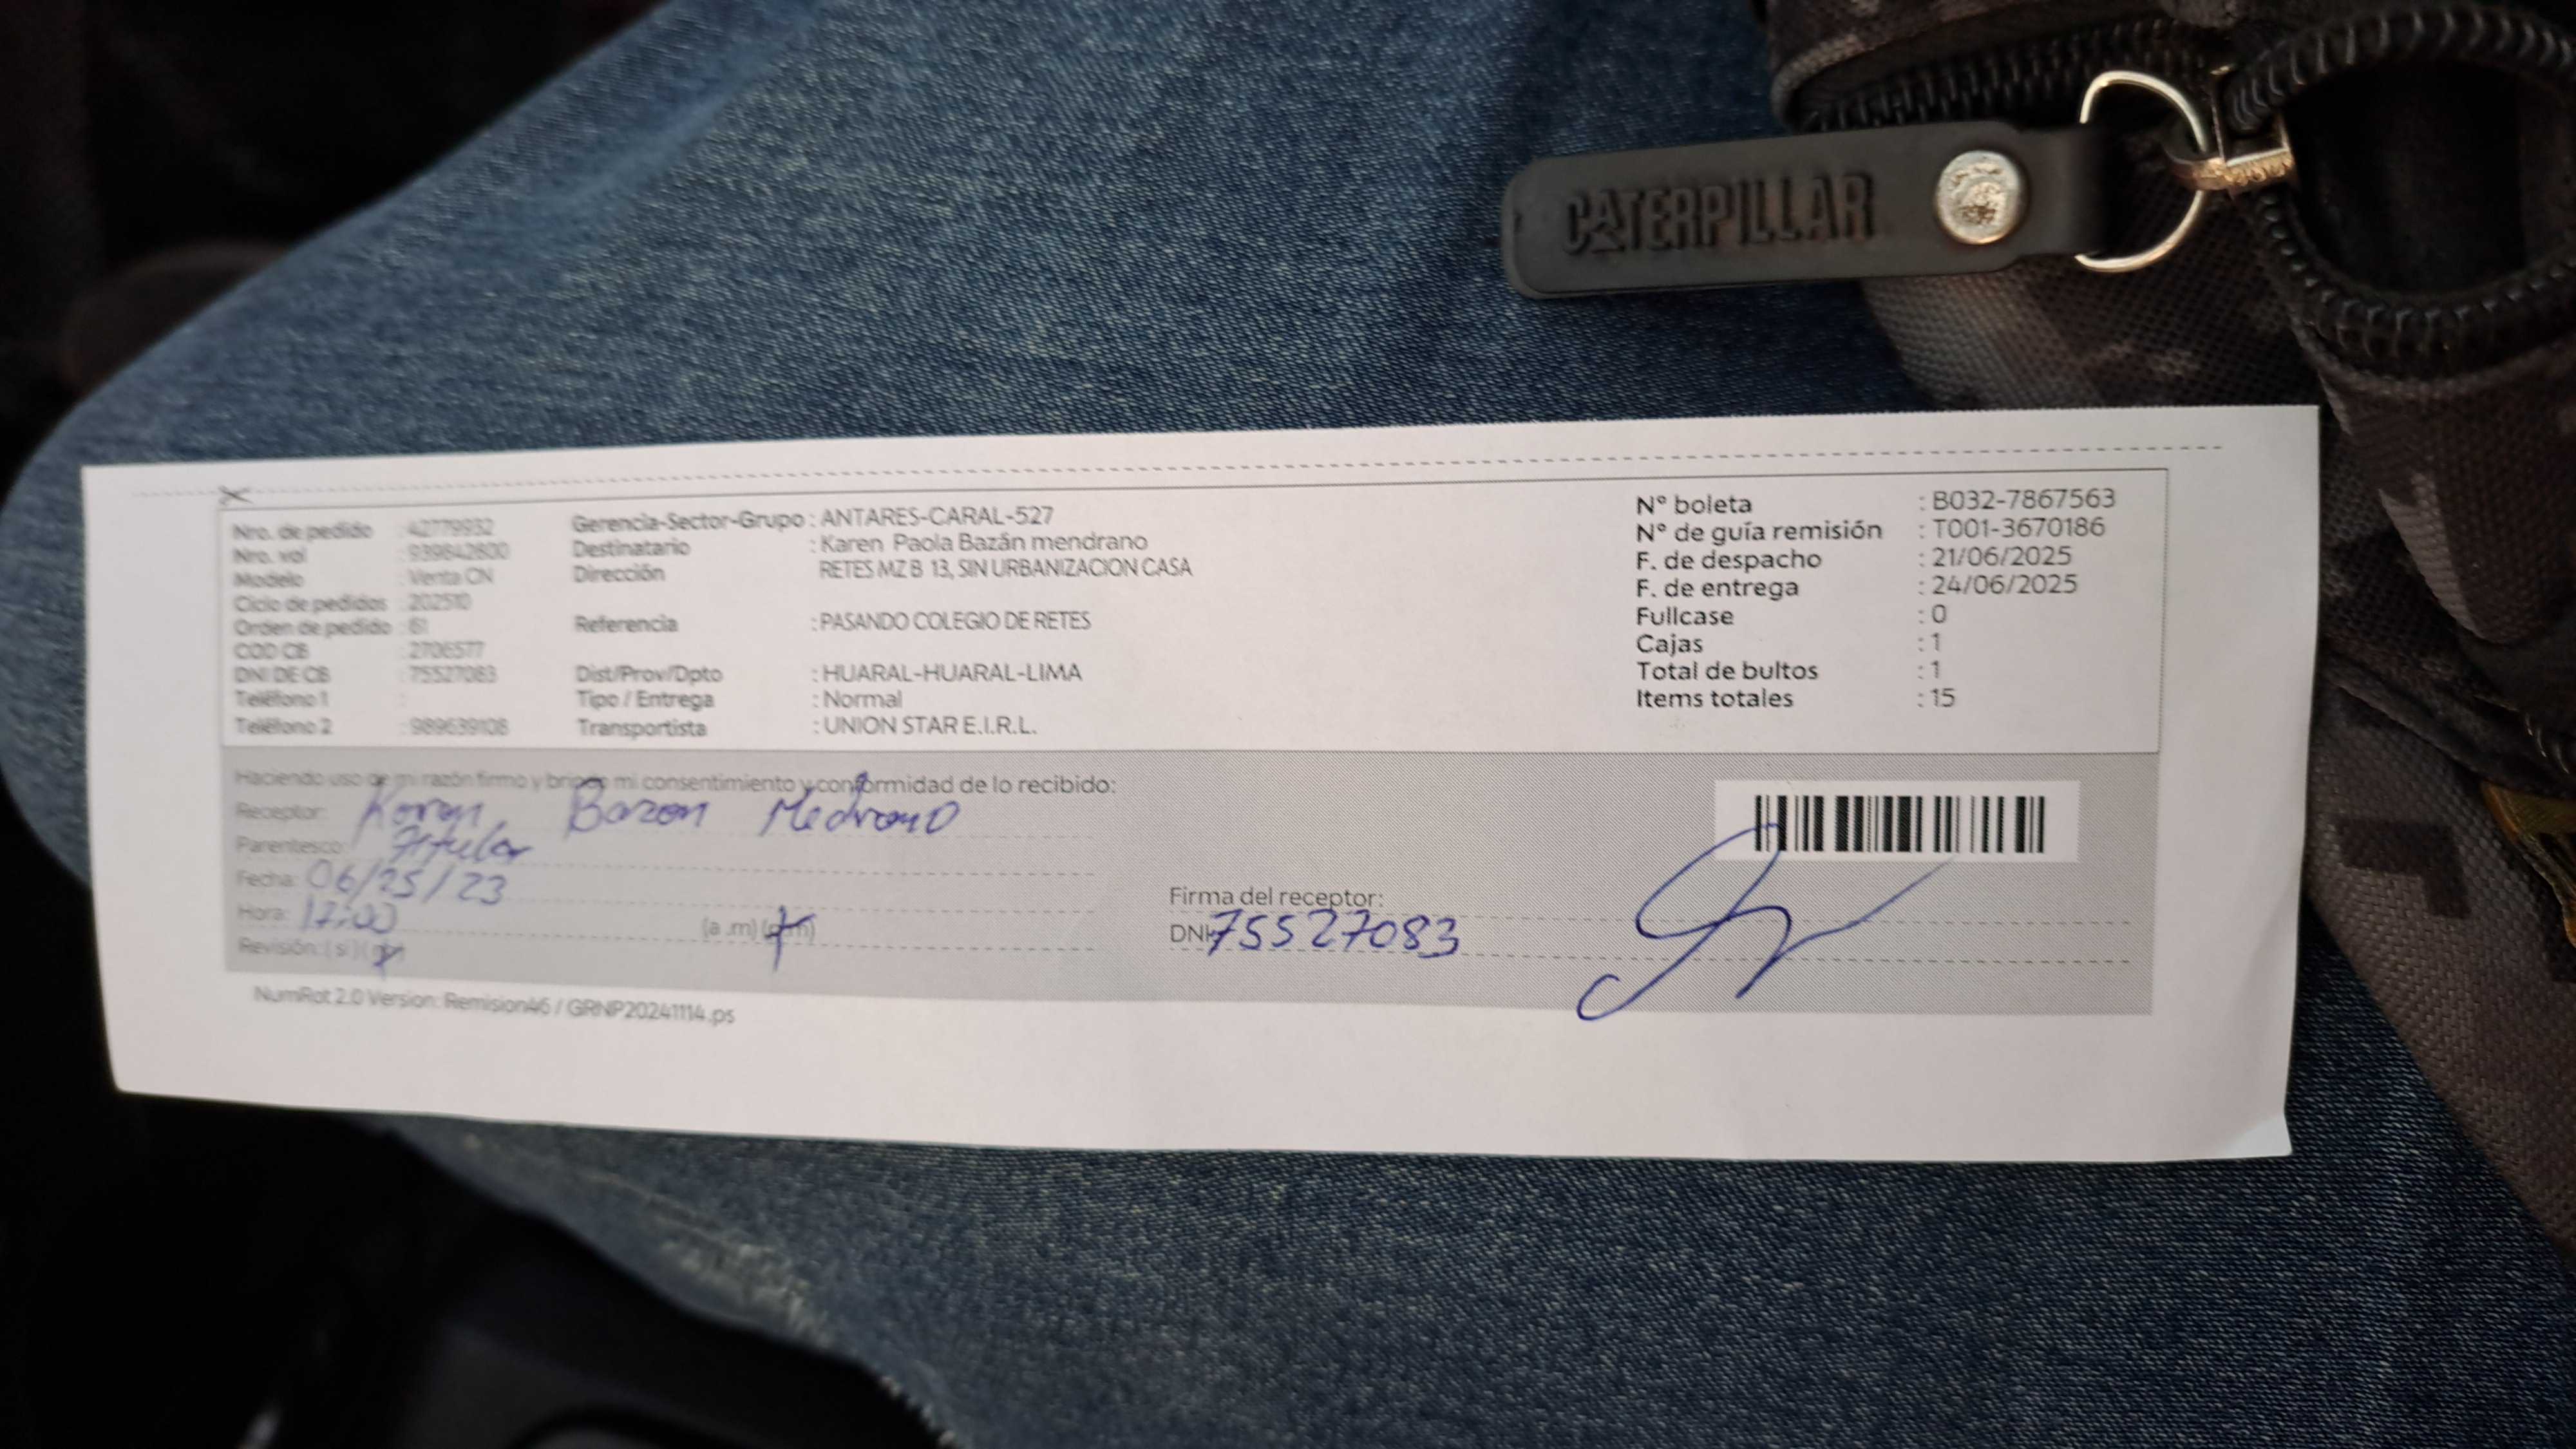 CATERPILLAR
Nro. de pedido : 42779932
Nro. vol : 939842800
Modelo : Venta CN
Ciclo de pedidos : 202510
Orden de pedido : 61
COD CB : 2706577
DNI DE CB : 75527083
Teléfono 1 :
Teléfono 2 : 989639108
Gerencia-Sector-Grupo : ANTARES-CARAL-527
Destinatario : Karen Paola Bazán mendrano
Dirección RETES MZ B 13, SIN URBANIZACION CASA
Referencia : PASANDO COLEGIO DE RETES
Dist/Prov/Dpto : HUARAL-HUARAL-LIMA
Tipo / Entrega : Normal
Transportista : UNION STAR E.I.R.L.
N° boleta : B032-7867563
N° de guía remisión : T001-3670186
F. de despacho : 21/06/2025
F. de entrega : 24/06/2025
Fullcase : 0
Cajas : 1
Total de bultos : 1
Items totales : 15
Haciendo uso de mi razón firmo y brindo mi consentimiento y conformidad de lo recibido:
Receptor: Karen Bazan Medrano
Parentesco: Titular
Fecha: 06/25/23
Hora: 17:00 (a .m) (p.m)
Revisión: ( si ) (
Firma del receptor:
DNI: 75527083
NumRot 2.0 Version: Remision46 / GRNP20241114.ps